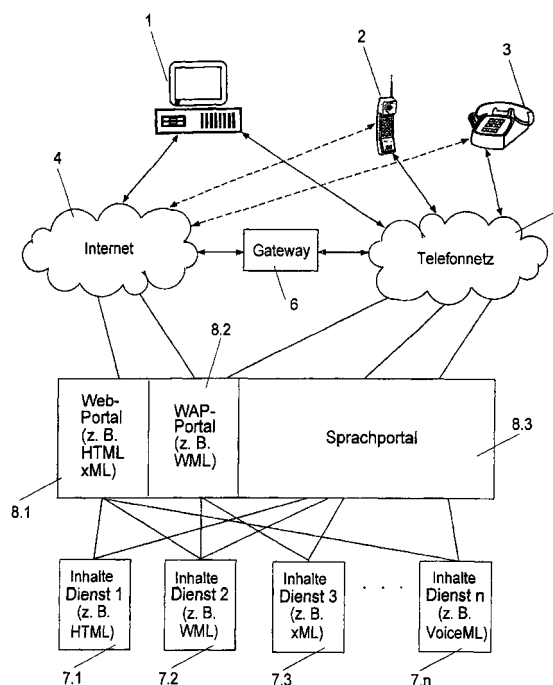 1
2
3
4
Internet
Gateway
6
Telefonnetz
8.2
Web-
Portal
(z. B.
HTML
xML)
WAP-
Portal
(z. B.
WML)
Sprachportal
8.3
8.1
Inhalte
Dienst 1
(z. B.
HTML)
Inhalte
Dienst 2
(z. B.
WML)
Inhalte
Dienst 3
(z. B.
xML)
. . . .
Inhalte
Dienst n
(z. B.
VoiceML)
7.1
7.2
7.3
7.n